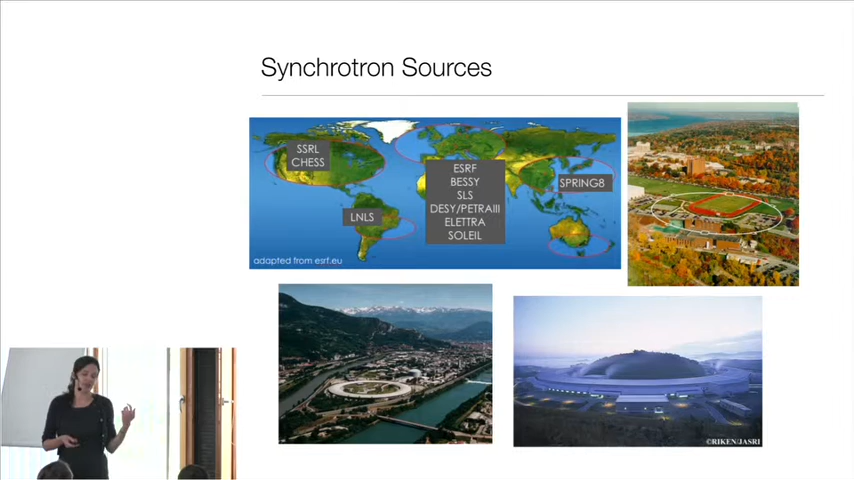 Synchrotron Sources
SSRL
CHESS
LNLS
ESRF
BESSY
SLS
DESY/PETRAIII
ELETTRA
SOLEIL
SPRING8
adapted from esrf.eu
©RIKEN/JASRI